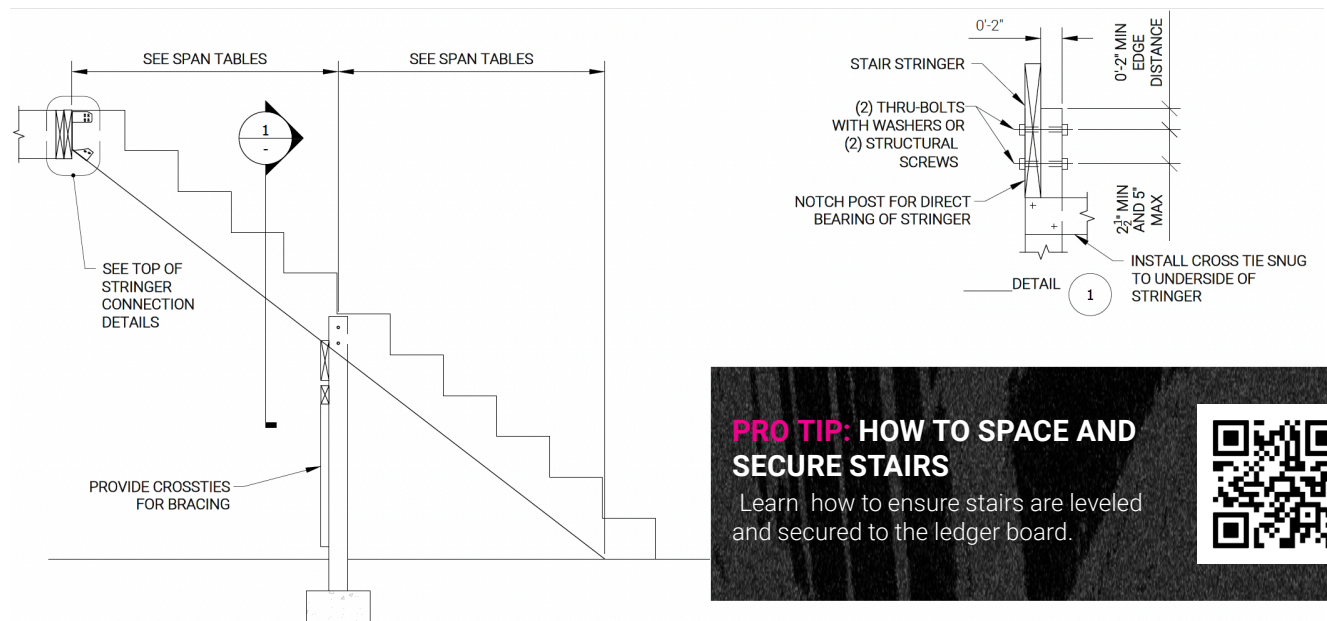 SEE SPAN TABLES
SEE SPAN TABLES
1
-
SEE TOP OF
STRINGER
CONNECTION
DETAILS
PROVIDE CROSSTIES
FOR BRACING
0'-2"
0'-2" MIN
EDGE
DISTANCE
STAIR STRINGER
(2) THRU-BOLTS
WITH WASHERS OR
(2) STRUCTURAL
SCREWS
NOTCH POST FOR DIRECT
BEARING OF STRINGER
2 1/2" MIN
AND 5"
MAX
INSTALL CROSS TIE SNUG
TO UNDERSIDE OF
STRINGER
DETAIL 1
PRO TIP: HOW TO SPACE AND
SECURE STAIRS
Learn how to ensure stairs are leveled
and secured to the ledger board.